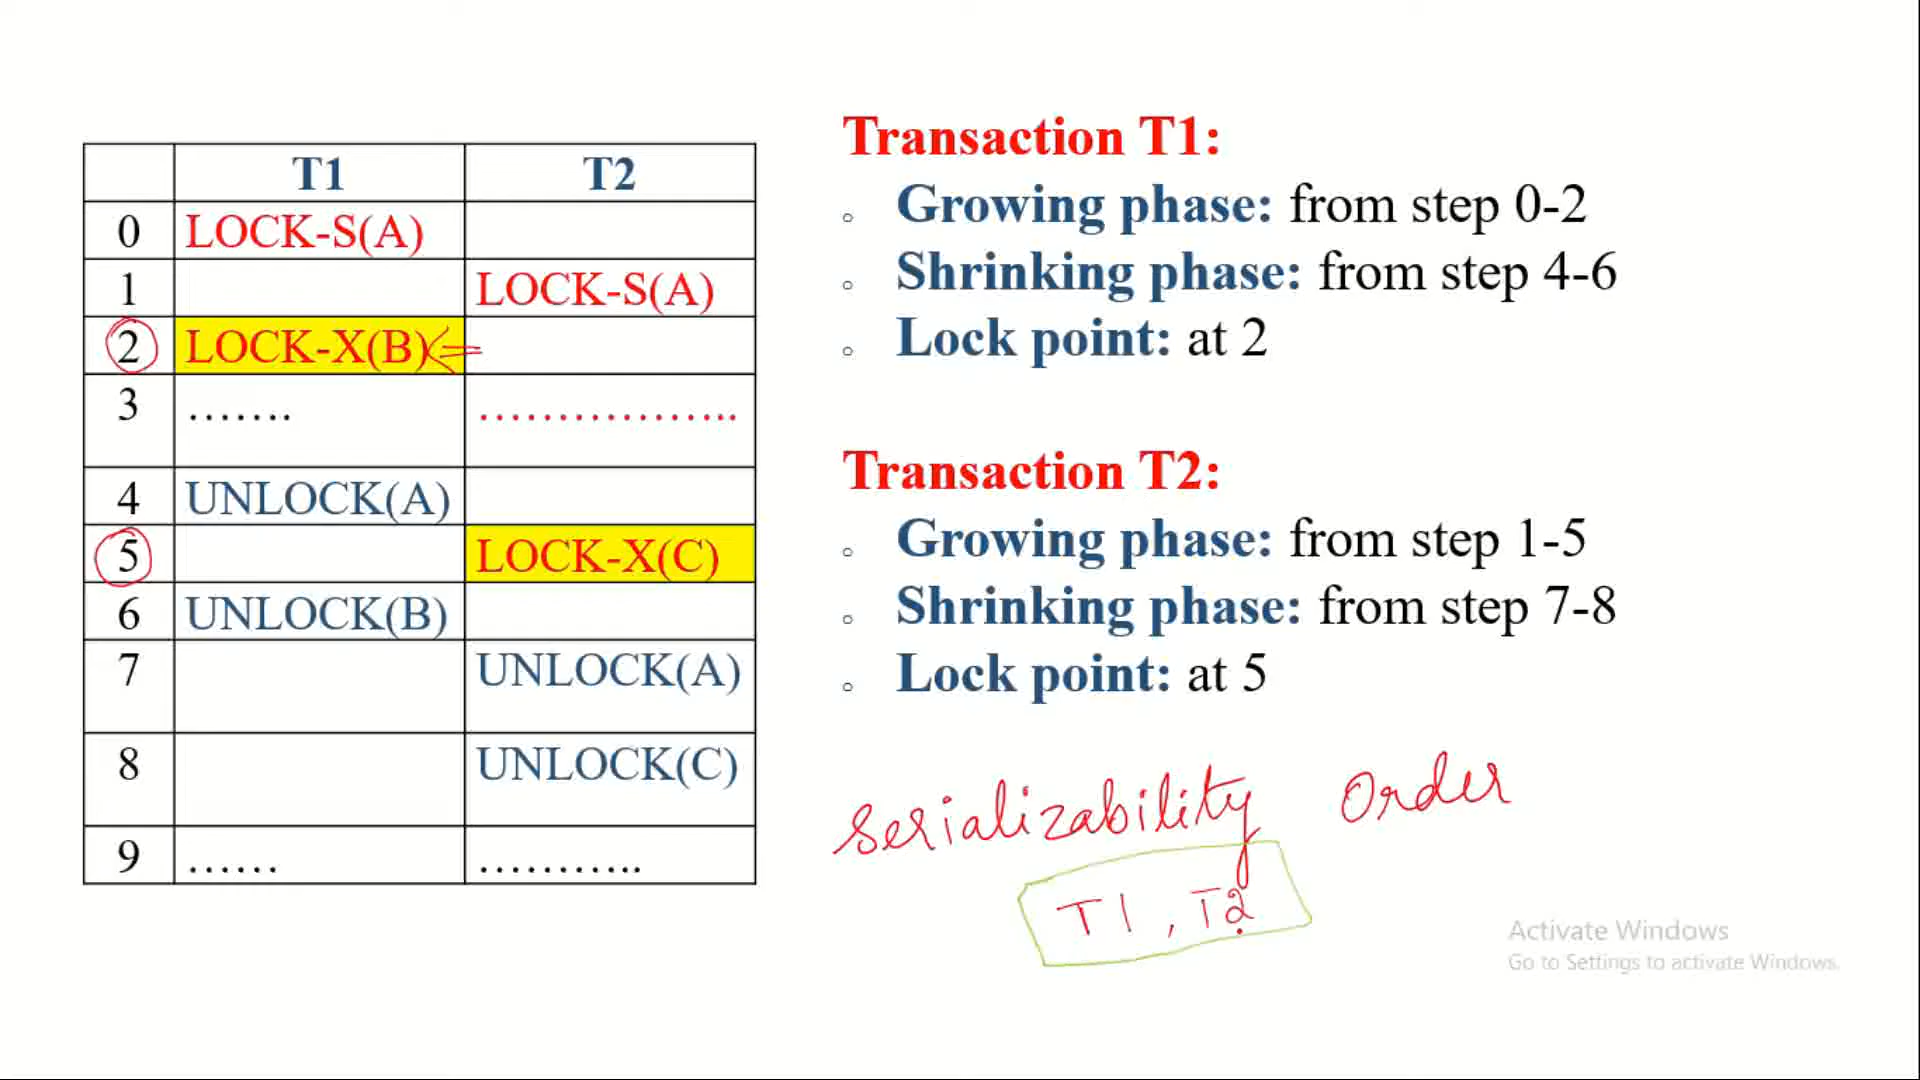 T1 T2
0 LOCK-S(A)
1 LOCK-S(A)
2 LOCK-X(B)
3 ....... ..................
4 UNLOCK(A)
5 LOCK-X(C)
6 UNLOCK(B)
7 UNLOCK(A)
8 UNLOCK(C)
9 ...... ...........
Transaction T1:
Growing phase: from step 0-2
Shrinking phase: from step 4-6
Lock point: at 2
Transaction T2:
Growing phase: from step 1-5
Shrinking phase: from step 7-8
Lock point: at 5
Serializability Order
T1, T2
Activate Windows
Go to Settings to activate Windows.